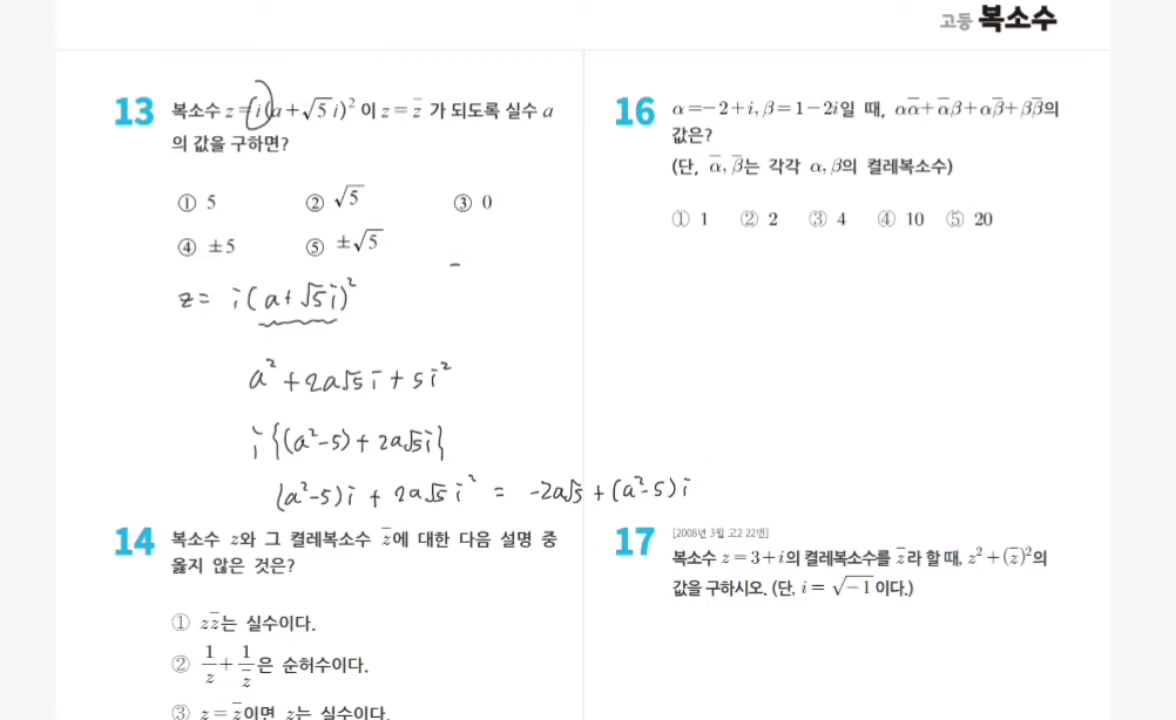 고등 복소수
13 복소수 z=i(a+√5i)²이 z=z̄ 가 되도록 실수 a
의 값을 구하면?
① 5 ② √5 ③ 0
④ ±5 ⑤ ±√5
z= i(a+√5i)²
a²+2a√5i+5i²
i{(a²-5)+2a√5i}
(a²-5)i+2a√5i² = -2a√5+(a²-5)i
14 복소수 z와 그 켤레복소수 z̄에 대한 다음 설명 중
옳지 않은 것은?
① zz̄는 실수이다.
② 1/z+1/z̄은 순허수이다.
③ z=z̄이면 z는 실수이다.
16 α=-2+i, β=1-2i일 때, αᾱ+ᾱβ+αβ̄+ββ̄의
값은?
(단, ᾱ, β̄는 각각 α, β의 켤레복소수)
① 1 ② 2 ③ 4 ④ 10 ⑤ 20
17 [2008년 3월 고2 22번]
복소수 z=3+i의 켤레복소수를 z̄라 할 때, z²+(z̄)²의
값을 구하시오. (단, i=√-1이다.)